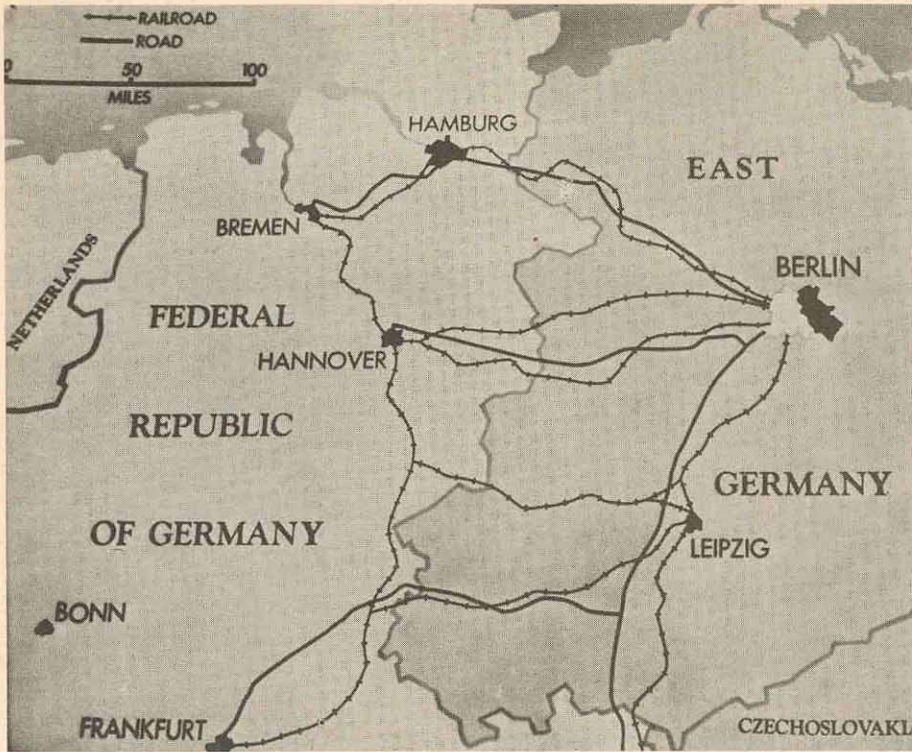 RAILROAD
ROAD
0 50 100
MILES
HAMBURG
EAST
BREMEN
BERLIN
NETHERLANDS
FEDERAL
HANNOVER
REPUBLIC
GERMANY
OF GERMANY
LEIPZIG
BONN
FRANKFURT
CZECHOSLOVAKI